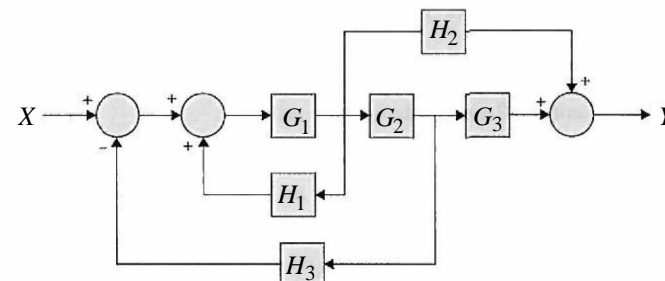 H₂
+
X
+
+
G₁
G₂
G₃
+
Y
−
+
H₁
H₃